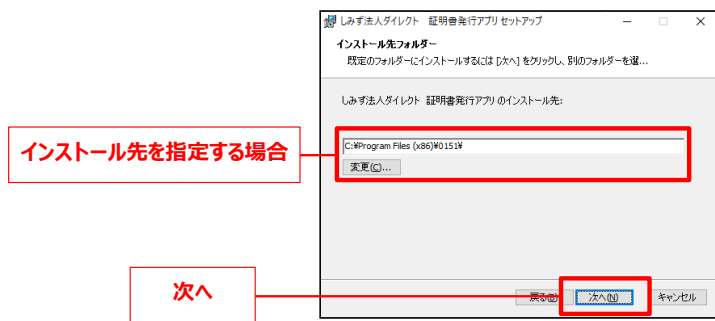 しみず法人ダイレクト 証明書発行アプリ セットアップ
インストール先フォルダー
既定のフォルダーにインストールするには [次へ] をクリックし、別のフォルダーを選...
しみず法人ダイレクト 証明書発行アプリ のインストール先:
インストール先を指定する場合
C:¥Program Files (x86)¥0151¥
変更(C)...
次へ
戻る(B)
次へ(N)
キャンセル